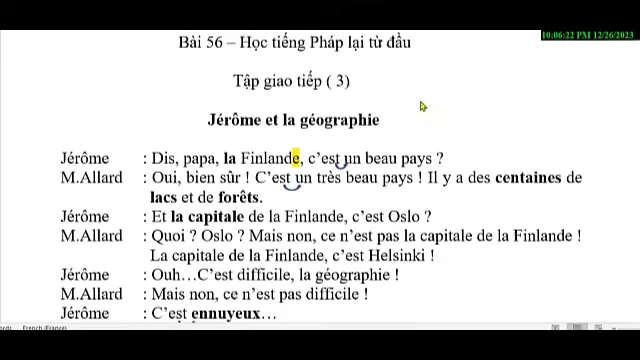 10:06:22 PM 12/26/2023
Bài 56 – Học tiếng Pháp lại từ đầu
Tập giao tiếp ( 3)
Jérôme et la géographie
Jérôme : Dis, papa, la Finlande, c’est un beau pays ?
M.Allard : Oui, bien sûr ! C’est un très beau pays ! Il y a des centaines de
lacs et de forêts.
Jérôme : Et la capitale de la Finlande, c’est Oslo ?
M.Allard : Quoi ? Oslo ? Mais non, ce n’est pas la capitale de la Finlande !
La capitale de la Finlande, c’est Helsinki !
Jérôme : Ouh…C’est difficile, la géographie !
M.Allard : Mais non, ce n’est pas difficile !
Jérôme : C’est ennuyeux…
French (France)